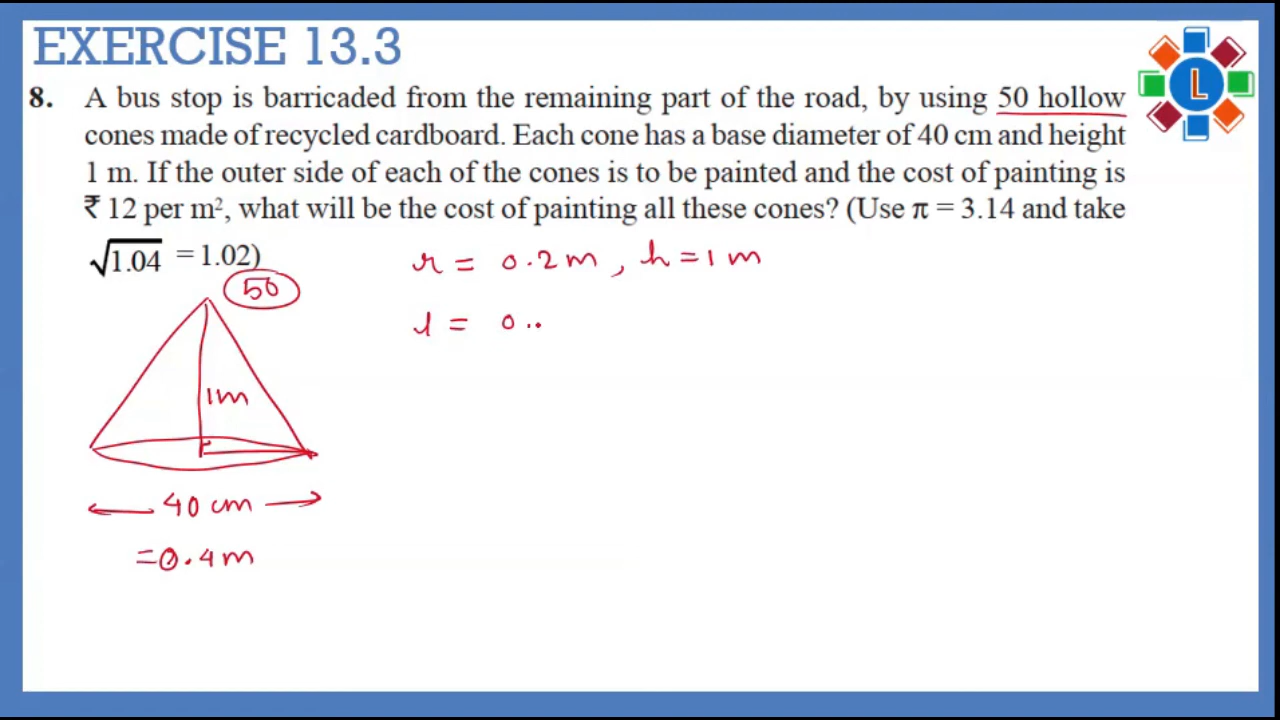 EXERCISE 13.3
L
8. A bus stop is barricaded from the remaining part of the road, by using 50 hollow
cones made of recycled cardboard. Each cone has a base diameter of 40 cm and height
1 m. If the outer side of each of the cones is to be painted and the cost of painting is
₹ 12 per m², what will be the cost of painting all these cones? (Use π = 3.14 and take
√1.04 = 1.02)
r = 0.2 m, h = 1 m
50
l = 0..
1m
40 cm
= 0.4 m